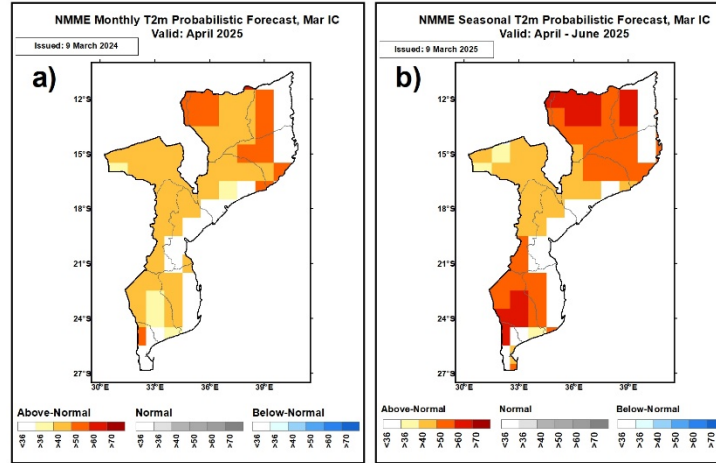 NMME Monthly T2m Probabilistic Forecast, Mar IC
Valid: April 2025
Issued: 9 March 2024
a)
12°S
15°S
18°S
21°S
24°S
27°S
30°E
33°E
36°E
39°E
Above-Normal
Normal
Below-Normal
<36 >36 >40 >50 >60 >70
<36 >36 >40 >50 >60 >70
<36 >36 >40 >50 >60 >70
NMME Seasonal T2m Probabilistic Forecast, Mar IC
Valid: April - June 2025
Issued: 9 March 2025
b)
12°S
15°S
18°S
21°S
24°S
27°S
30°E
33°E
36°E
39°E
Above-Normal
Normal
Below-Normal
<36 >36 >40 >50 >60 >70
<36 >36 >40 >50 >60 >70
<36 >36 >40 >50 >60 >70